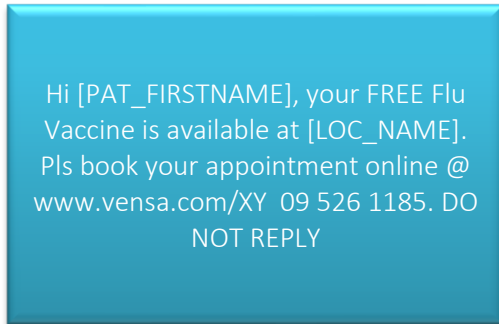 Hi [PAT_FIRSTNAME], your FREE Flu
Vaccine is available at [LOC_NAME].
Pls book your appointment online @
www.vensa.com/XY  09 526 1185. DO
NOT REPLY